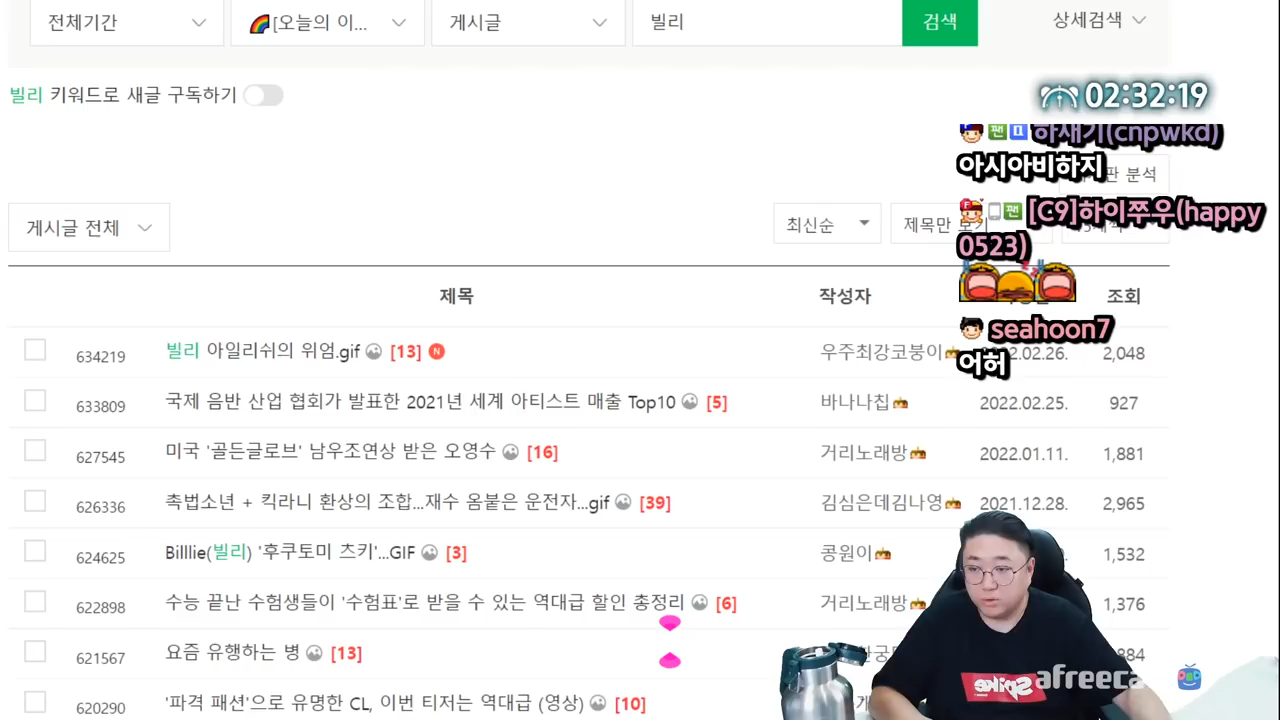 전체기간
[오늘의 이...
게시글
빌리
검색
상세검색
빌리 키워드로 새글 구독하기
02:32:19
하새기(cnpwkd)
아시아비하지
판 분석
[C9]하이쭈우(happy
0523)
seahoon7
어허
게시글 전체
최신순
제목만 보기
제목
작성자
조회
634219 빌리 아일리쉬의 위엄.gif [13] N 우주최강코붕이 2022.02.26. 2,048
633809 국제 음반 산업 협회가 발표한 2021년 세계 아티스트 매출 Top10 [5] 바나나칩 2022.02.25. 927
627545 미국 '골든글로브' 남우조연상 받은 오영수 [16] 거리노래방 2022.01.11. 1,881
626336 촉법소년 + 킥라니 환상의 조합...재수 옴붙은 운전자...gif [39] 김심은데김나영 2021.12.28. 2,965
624625 Billlie(빌리) '후쿠토미 츠키'...GIF [3] 콩원이 1,532
622898 수능 끝난 수험생들이 '수험표'로 받을 수 있는 역대급 할인 총정리 [6] 거리노래방 1,376
621567 요즘 유행하는 병 [13] 884
620290 '파격 패션'으로 유명한 CL, 이번 티저는 역대급 (영상) [10]
Spike
afreeca